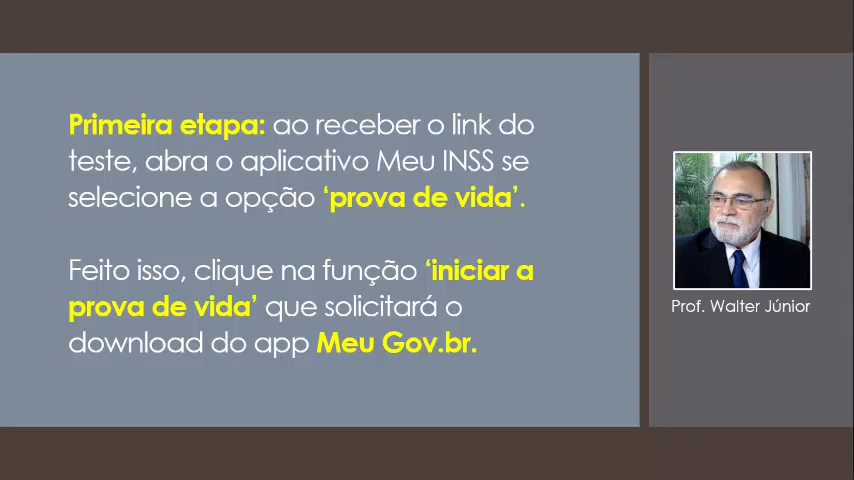 Primeira etapa: ao receber o link do
teste, abra o aplicativo Meu INSS se
selecione a opção ‘prova de vida’.
Feito isso, clique na função ‘iniciar a
prova de vida’ que solicitará o
download do app Meu Gov.br.
Prof. Walter Júnior